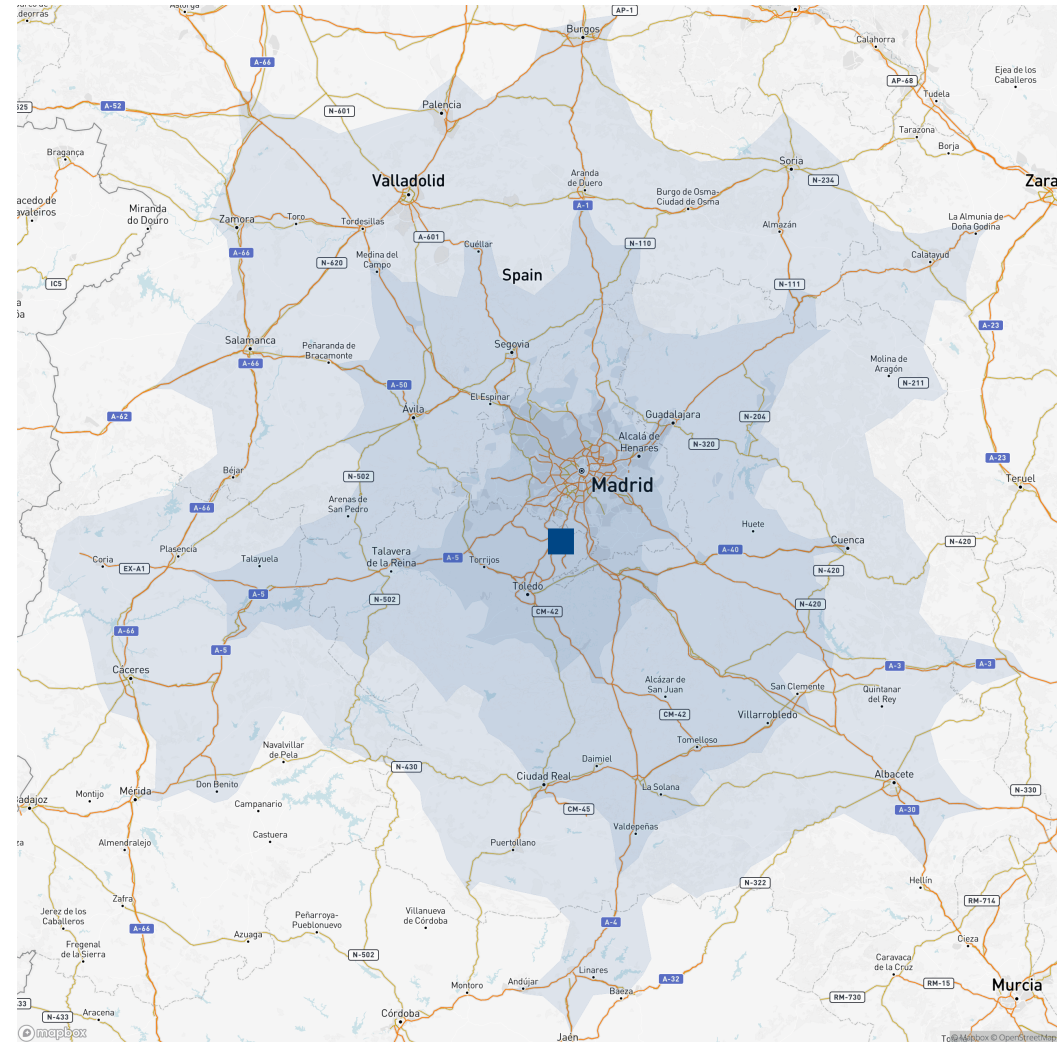 AP-1
Burgos
Calahorra
Astorga
A-66
AP-68
Ejea de los
Caballeros
Tudela
A-52
N-601
Palencia
525
Tarazona
Borja
Bragança
Soria
N-234
Valladolid
Aranda
de Duero
Burgo de Osma-
Ciudad de Osma
Zara
Miranda
do Douro
Zamora
Toro
Tordesillas
A-1
A-601
Almazán
La Almunia de
Doña Godina
A-66
N-620
Medina del
Campo
Cuéllar
N-110
Calatayud
IC5
Spain
N-111
A-23
Salamanca
A-66
Peñaranda de
Bracamonte
Segovia
Molina de
Aragón
N-211
A-50
El Espinar
Ávila
Guadalajara
N-204
A-62
Alcalá de
Henares
N-320
A-23
Béjar
N-502
Madrid
Teruel
A-66
Arenas de
San Pedro
Huete
Cuenca
N-420
Plasencia
Coria
EX-A1
Talayuela
Talavera
de la Reina
A-5
Torrijos
A-40
N-420
A-5
N-502
Toledo
CM-42
N-420
A-66
A-5
A-3
A-3
Cáceres
Alcázar de
San Juan
San Clemente
Quintanar
del Rey
CM-42
Villarrobledo
Navalvillar
de Pela
N-430
Tomelloso
Daimiel
Ciudad Real
Albacete
Don Benito
La Solana
N-330
Badajoz
Montijo
Mérida
Campanario
CM-45
A-30
Castuera
Valdepeñas
Almendralejo
Puertollano
Hellín
N-322
Zafra
RM-714
Jerez de los
Caballeros
Peñarroya-
Pueblonuevo
Villanueva
de Córdoba
A-66
A-4
Azuaga
Cieza
Fregenal
de la Sierra
N-502
Caravaca
de la Cruz
Linares
A-32
RM-15
Montoro
Andújar
Baeza
Murcia
RM-730
N-433
Aracena
Córdoba
Jaén
mapbox
© Mapbox © OpenStreetMap